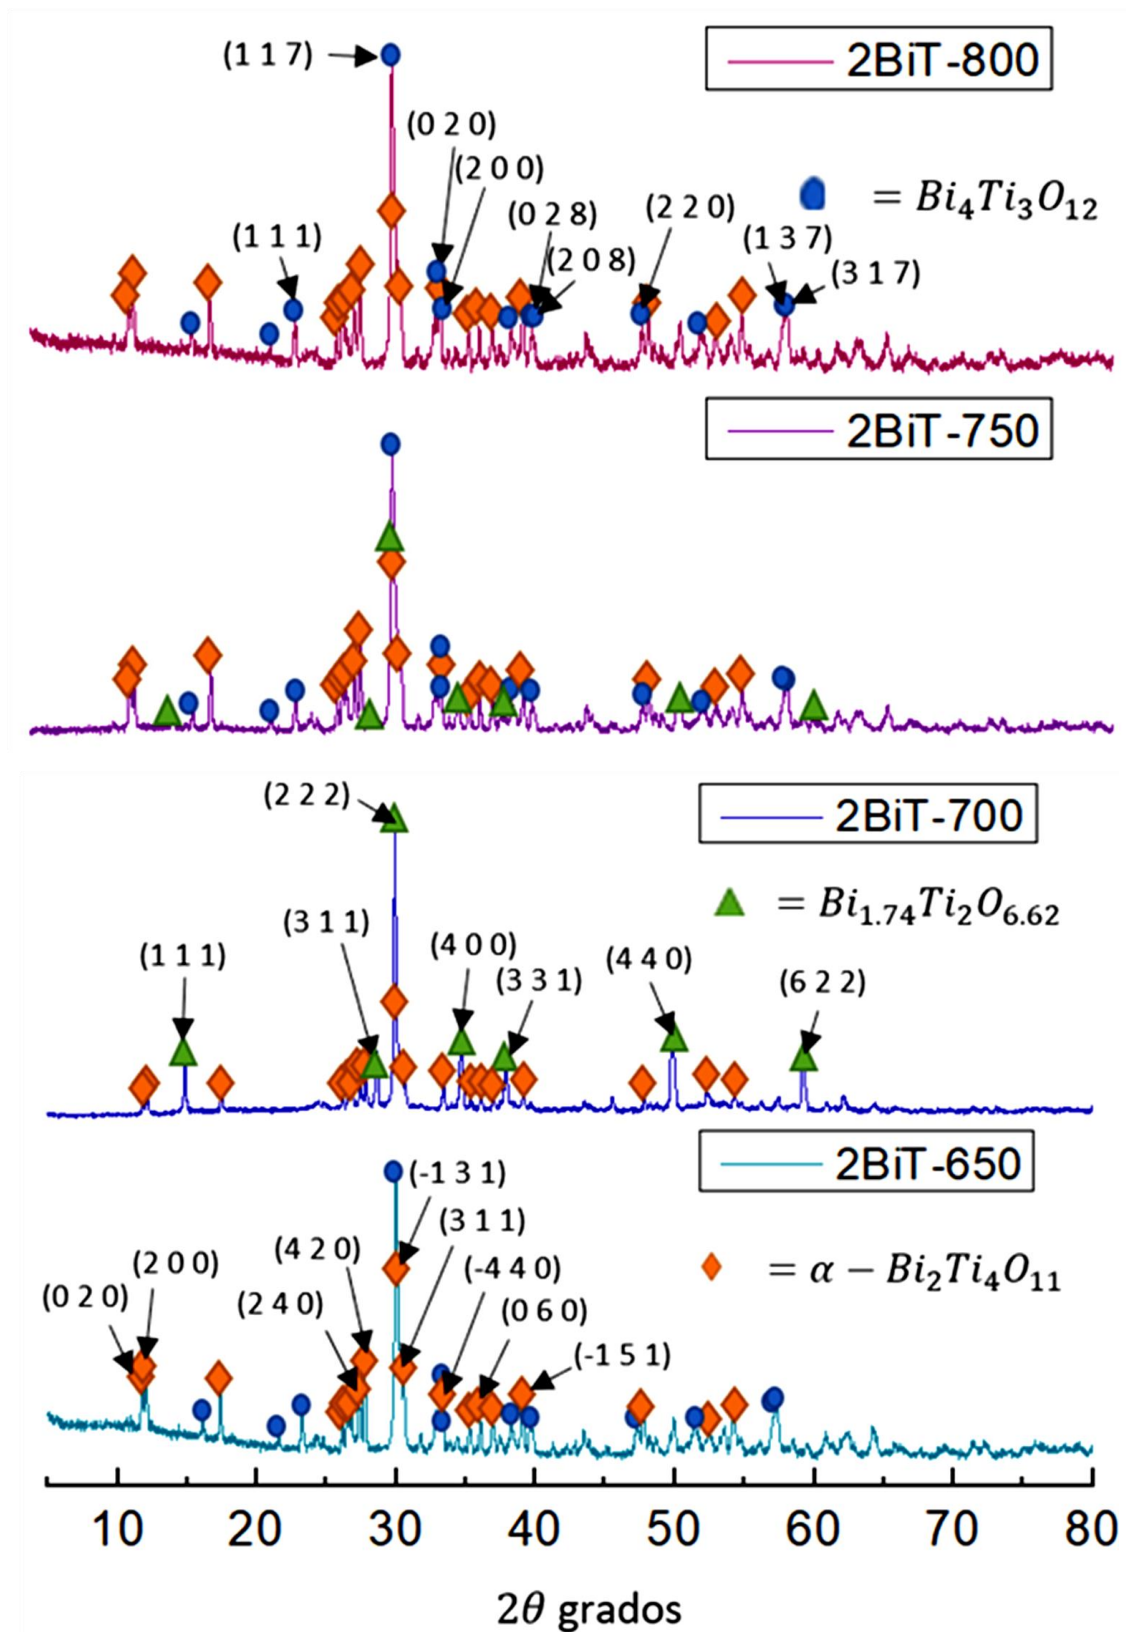 2BiT-800
(1 1 7)
(0 2 0)
(2 0 0)
(0 2 8)
(2 0 8)
(1 1 1)
(2 2 0)
(1 3 7)
(3 1 7)
= Bi₄Ti₃O₁₂
2BiT-750
2BiT-700
(2 2 2)
= Bi₁.₇₄Ti₂O₆.₆₂
(3 1 1)
(1 1 1)
(4 0 0)
(3 3 1)
(4 4 0)
(6 2 2)
2BiT-650
(-1 3 1)
(3 1 1)
(4 2 0)
(2 0 0)
(-4 4 0)
= α − Bi₂Ti₄O₁₁
(0 2 0)
(2 4 0)
(0 6 0)
(-1 5 1)
10 20 30 40 50 60 70 80
2θ grados